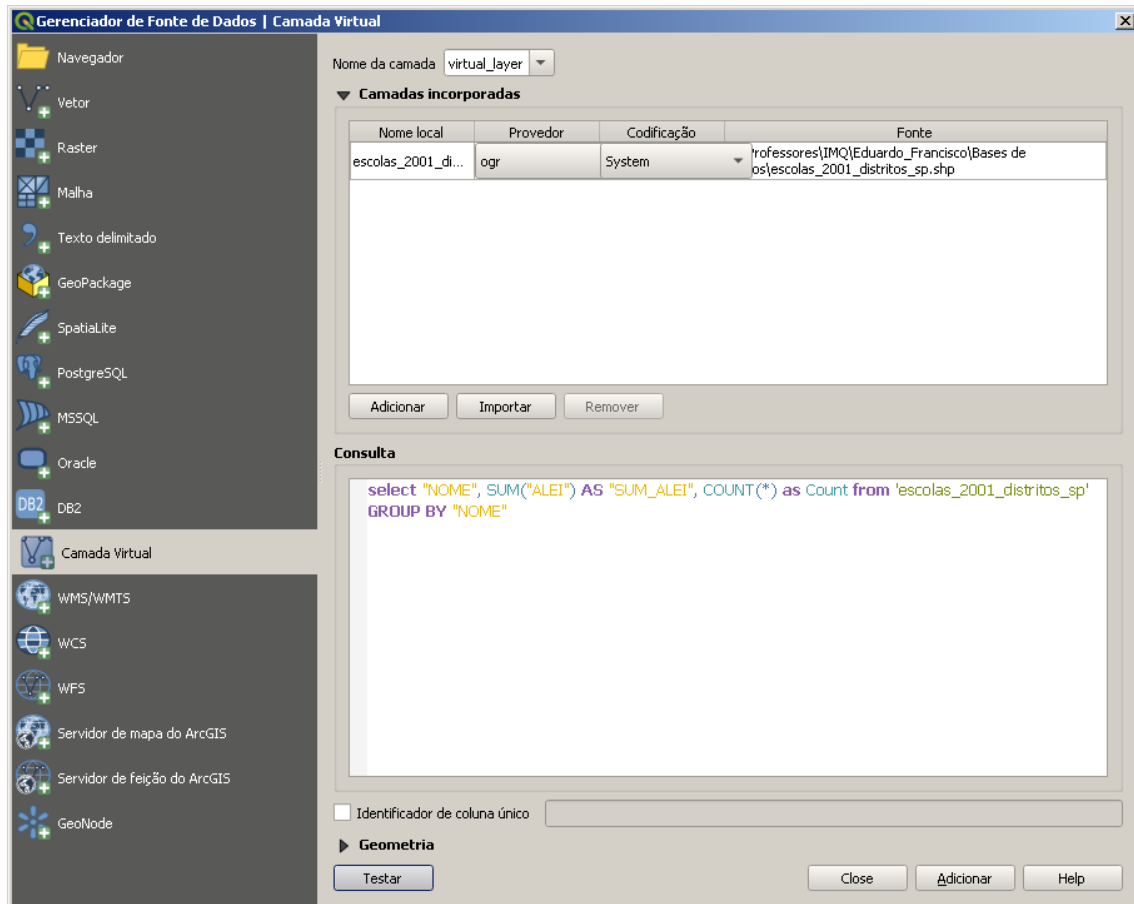 Gerenciador de Fonte de Dados | Camada Virtual
Navegador
Vetor
Raster
Malha
Texto delimitado
GeoPackage
SpatiaLite
PostgreSQL
MSSQL
Oracle
DB2 DB2
Camada Virtual
WMS/WMTS
WCS
WFS
Servidor de mapa do ArcGIS
Servidor de feição do ArcGIS
GeoNode
Nome da camada virtual_layer
Camadas incorporadas
Nome local Provedor Codificação Fonte
escolas_2001_di... ogr System rofessores\IMQ\Eduardo_Francisco\Bases de
os\escolas_2001_distritos_sp.shp
Adicionar Importar Remover
Consulta
select "NOME", SUM("ALEI") AS "SUM_ALEI", COUNT(*) as Count from 'escolas_2001_distritos_sp'
GROUP BY "NOME"
Identificador de coluna único
Geometria
Testar Close Adicionar Help